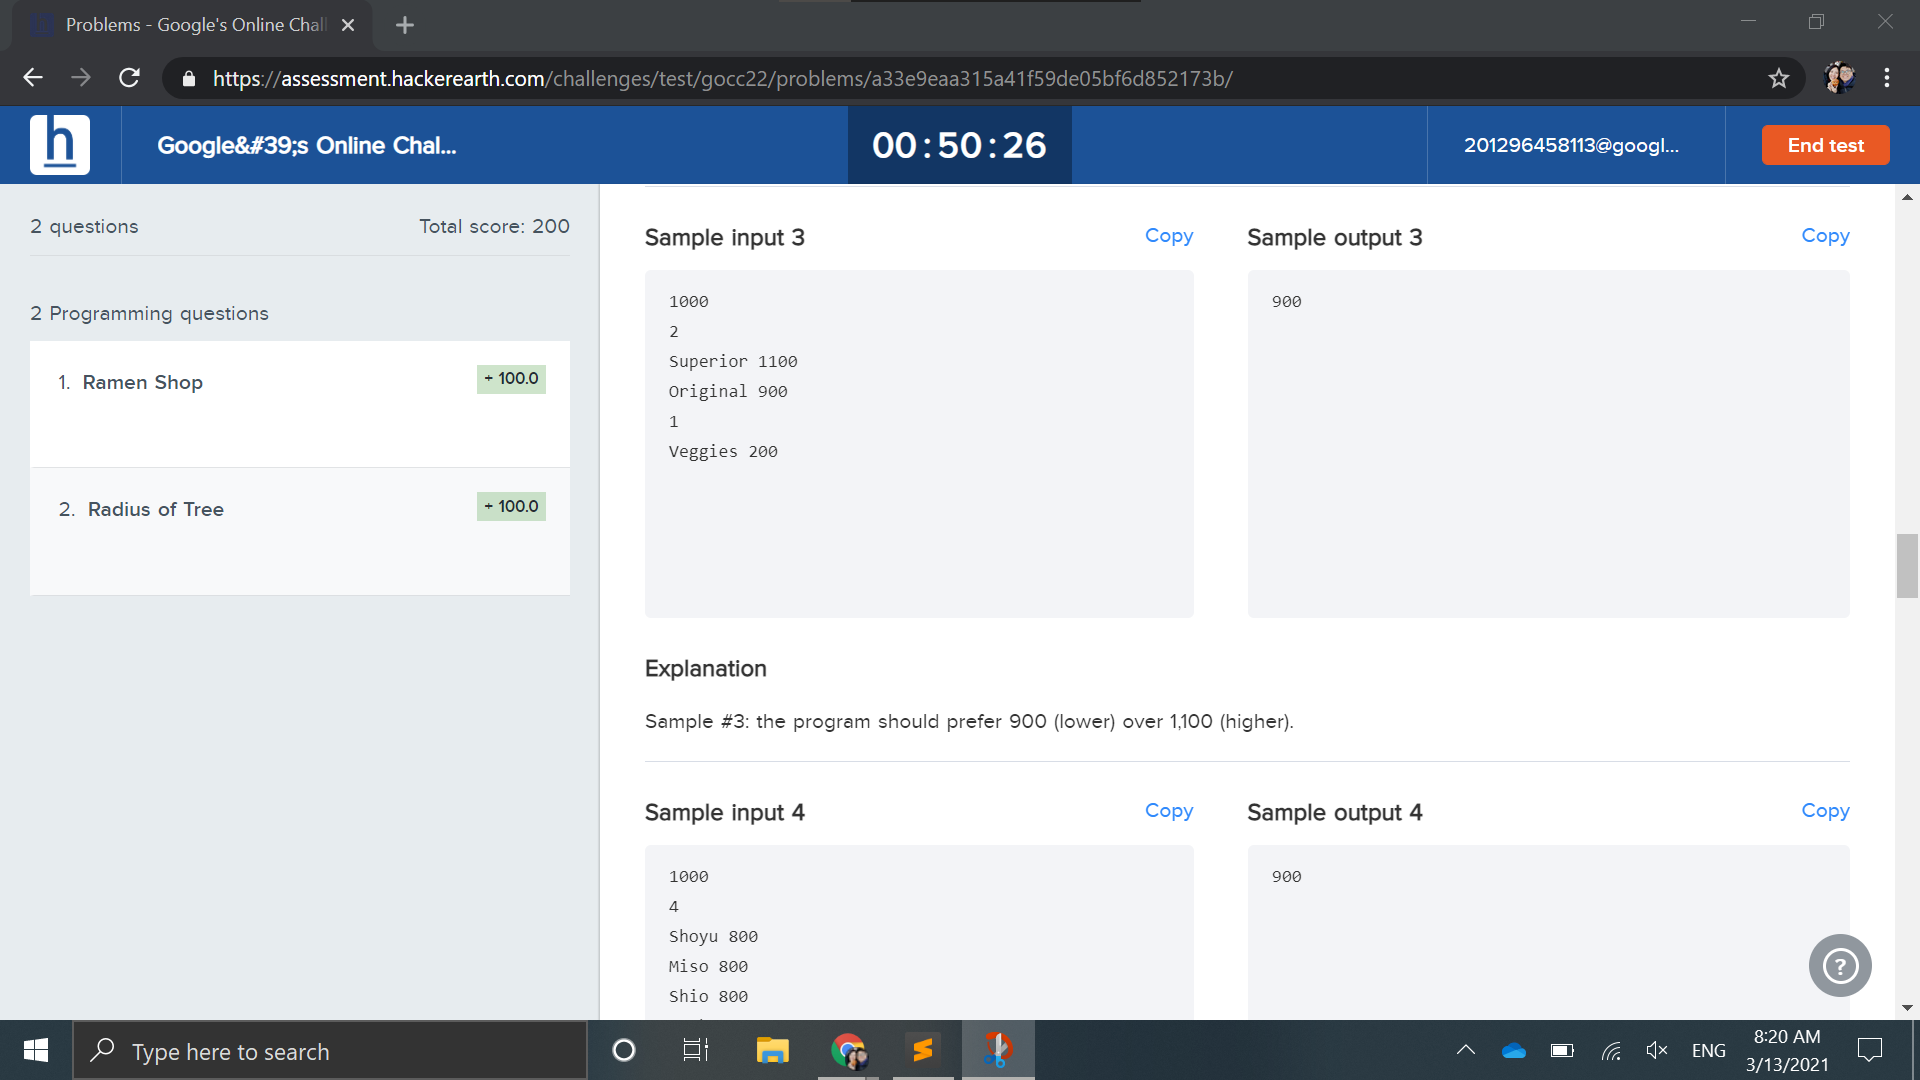 Problems - Google's Online Chal
https://assessment.hackerearth.com/challenges/test/gocc22/problems/a33e9eaa315a41f59de05bf6d852173b/
h
Google&#39;s Online Chal...
00:50:26
201296458113@googl...
End test
2 questions
Total score: 200
2 Programming questions
1. Ramen Shop
+ 100.0
2. Radius of Tree
+ 100.0
Sample input 3
Copy
Sample output 3
Copy
1000
2
Superior 1100
Original 900
1
Veggies 200
900
Explanation
Sample #3: the program should prefer 900 (lower) over 1,100 (higher).
Sample input 4
Copy
Sample output 4
Copy
1000
4
Shoyu 800
Miso 800
Shio 800
900
?
Type here to search
ENG
8:20 AM
3/13/2021